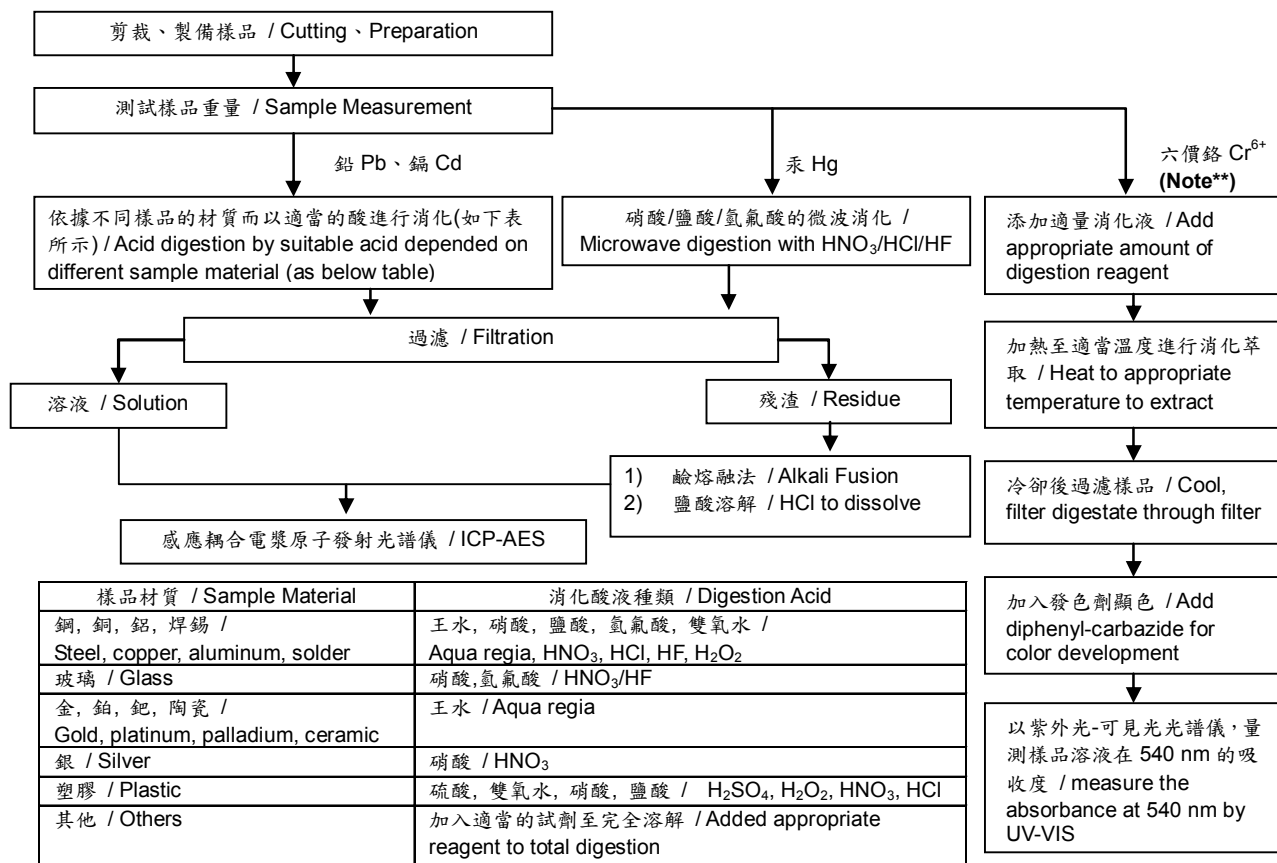 剪裁、製備樣品 / Cutting、Preparation
測試樣品重量 / Sample Measurement
鉛 Pb、鎘 Cd
汞 Hg
六價鉻 Cr6+
(Note**)
依據不同樣品的材質而以適當的酸進行消化(如下表
所示) / Acid digestion by suitable acid depended on
different sample material (as below table)
硝酸/鹽酸/氫氟酸的微波消化 /
Microwave digestion with HNO3/HCl/HF
添加適量消化液 / Add
appropriate amount of
digestion reagent
過濾 / Filtration
加熱至適當溫度進行消化萃
取 / Heat to appropriate
temperature to extract
溶液 / Solution
殘渣 / Residue
1) 鹼熔融法 / Alkali Fusion
2) 鹽酸溶解 / HCl to dissolve
冷卻後過濾樣品 / Cool,
filter digestate through filter
感應耦合電漿原子發射光譜儀 / ICP-AES
加入發色劑顯色 / Add
diphenyl-carbazide for
color development
以紫外光-可見光光譜儀，量
測樣品溶液在 540 nm 的吸
收度 / measure the
absorbance at 540 nm by
UV-VIS
樣品材質 / Sample Material
消化酸液種類 / Digestion Acid
鋼, 銅, 鋁, 焊錫 /
Steel, copper, aluminum, solder
王水, 硝酸, 鹽酸, 氫氟酸, 雙氧水 /
Aqua regia, HNO3, HCl, HF, H2O2
玻璃 / Glass
硝酸,氫氟酸 / HNO3/HF
金, 鉑, 鈀, 陶瓷 /
Gold, platinum, palladium, ceramic
王水 / Aqua regia
銀 / Silver
硝酸 / HNO3
塑膠 / Plastic
硫酸, 雙氧水, 硝酸, 鹽酸 / H2SO4, H2O2, HNO3, HCl
其他 / Others
加入適當的試劑至完全溶解 / Added appropriate
reagent to total digestion